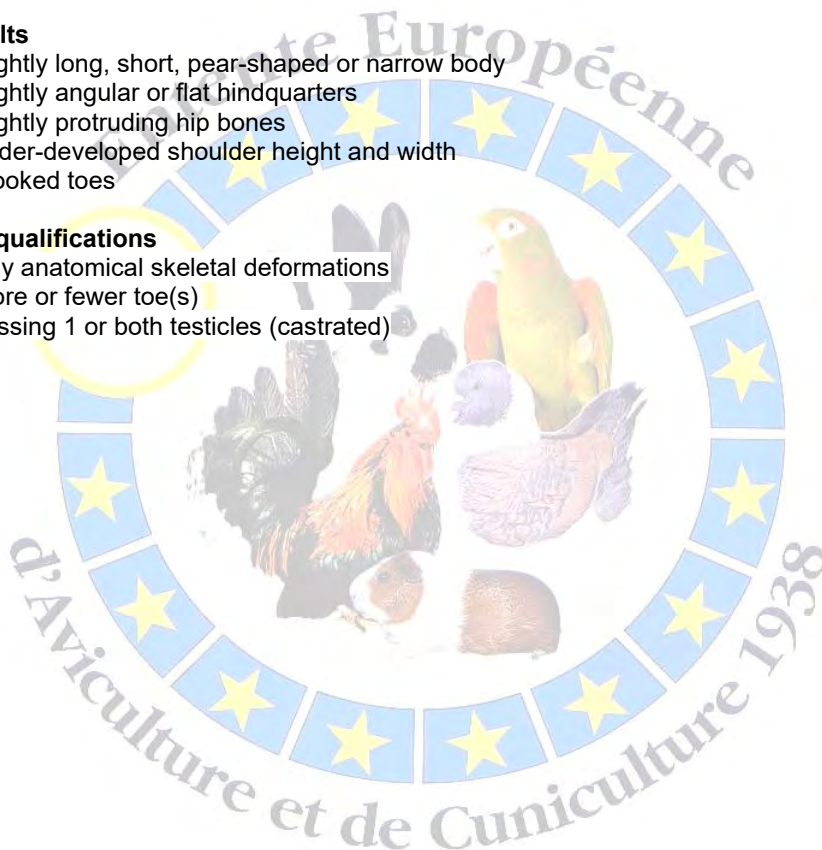 lts
ghtly long, short, pear-shaped or narrow body
ghtly angular or flat hindquarters
ghtly protruding hip bones
der-developed shoulder height and width
ooked toes
qualifications
y anatomical skeletal deformations
ore or fewer toe(s)
ssing 1 or both testicles (castrated)
Entente Européenne
d'Aviculture et de Cuniculture 1938